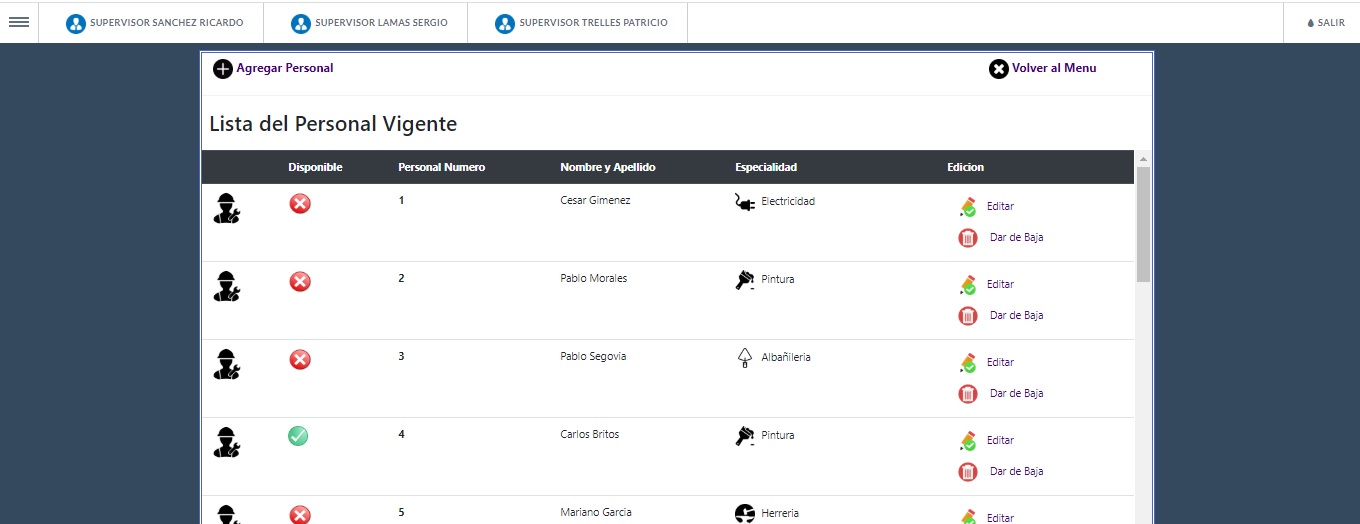 SUPERVISOR SANCHEZ RICARDO SUPERVISOR LAMAS SERGIO SUPERVISOR TRELLES PATRICIO SALIR
Agregar Personal Volver al Menu
Lista del Personal Vigente
Disponible Personal Numero Nombre y Apellido Especialidad Edicion
1 Cesar Gimenez Electricidad Editar
Dar de Baja
2 Pablo Morales Pintura Editar
Dar de Baja
3 Pablo Segovia Albañileria Editar
Dar de Baja
4 Carlos Britos Pintura Editar
Dar de Baja
5 Mariano Garcia Herreria Editar